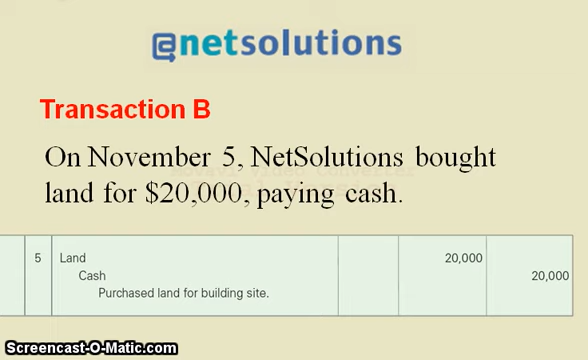 netsolutions
Transaction B
On November 5, NetSolutions bought
land for $20,000, paying cash.
5 Land 20,000
Cash 20,000
Purchased land for building site.
Screencast-O-Matic.com